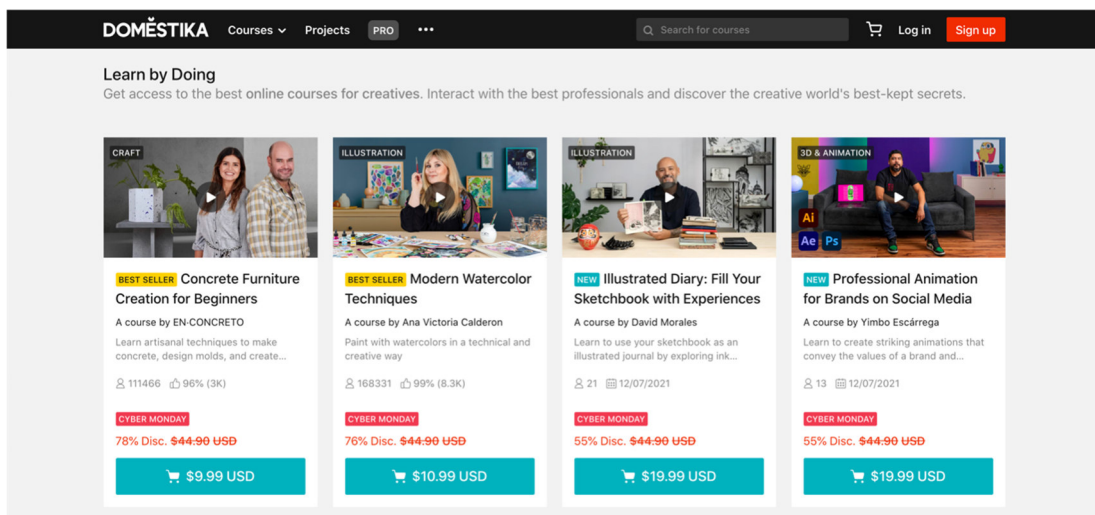 DOMĚSTIKA Courses Projects PRO ••• Search for courses Log in Sign up
Learn by Doing
Get access to the best online courses for creatives. Interact with the best professionals and discover the creative world's best-kept secrets.
CRAFT
BEST SELLER Concrete Furniture
Creation for Beginners
A course by EN-CONCRETO
Learn artisanal techniques to make
concrete, design molds, and create...
111466 96% (3K)
CYBER MONDAY
78% Disc. $44.90 USD
$9.99 USD
ILLUSTRATION
BEST SELLER Modern Watercolor
Techniques
A course by Ana Victoria Calderon
Paint with watercolors in a technical and
creative way
168331 99% (8.3K)
CYBER MONDAY
76% Disc. $44.90 USD
$10.99 USD
ILLUSTRATION
NEW Illustrated Diary: Fill Your
Sketchbook with Experiences
A course by David Morales
Learn to use your sketchbook as an
illustrated journal by exploring ink...
21 12/07/2021
CYBER MONDAY
55% Disc. $44.90 USD
$19.99 USD
3D & ANIMATION
Ai
Ae Ps
NEW Professional Animation
for Brands on Social Media
A course by Yimbo Escárrega
Learn to create striking animations that
convey the values of a brand and...
13 12/07/2021
CYBER MONDAY
55% Disc. $44.90 USD
$19.99 USD